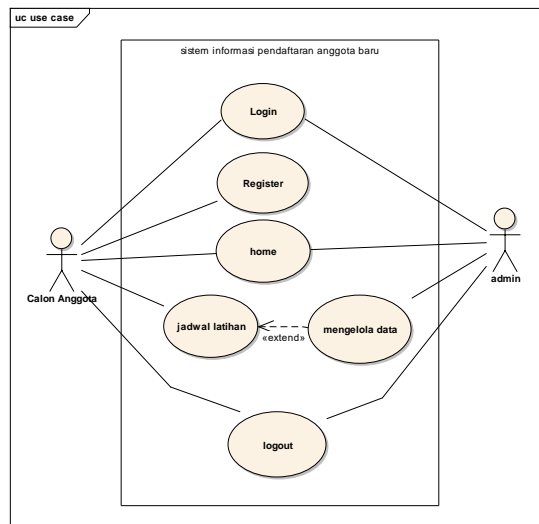 uc use case
sistem informasi pendaftaran anggota baru
Login
Register
home
Calon Anggota
admin
jadwal latihan
«extend»
mengelola data
logout